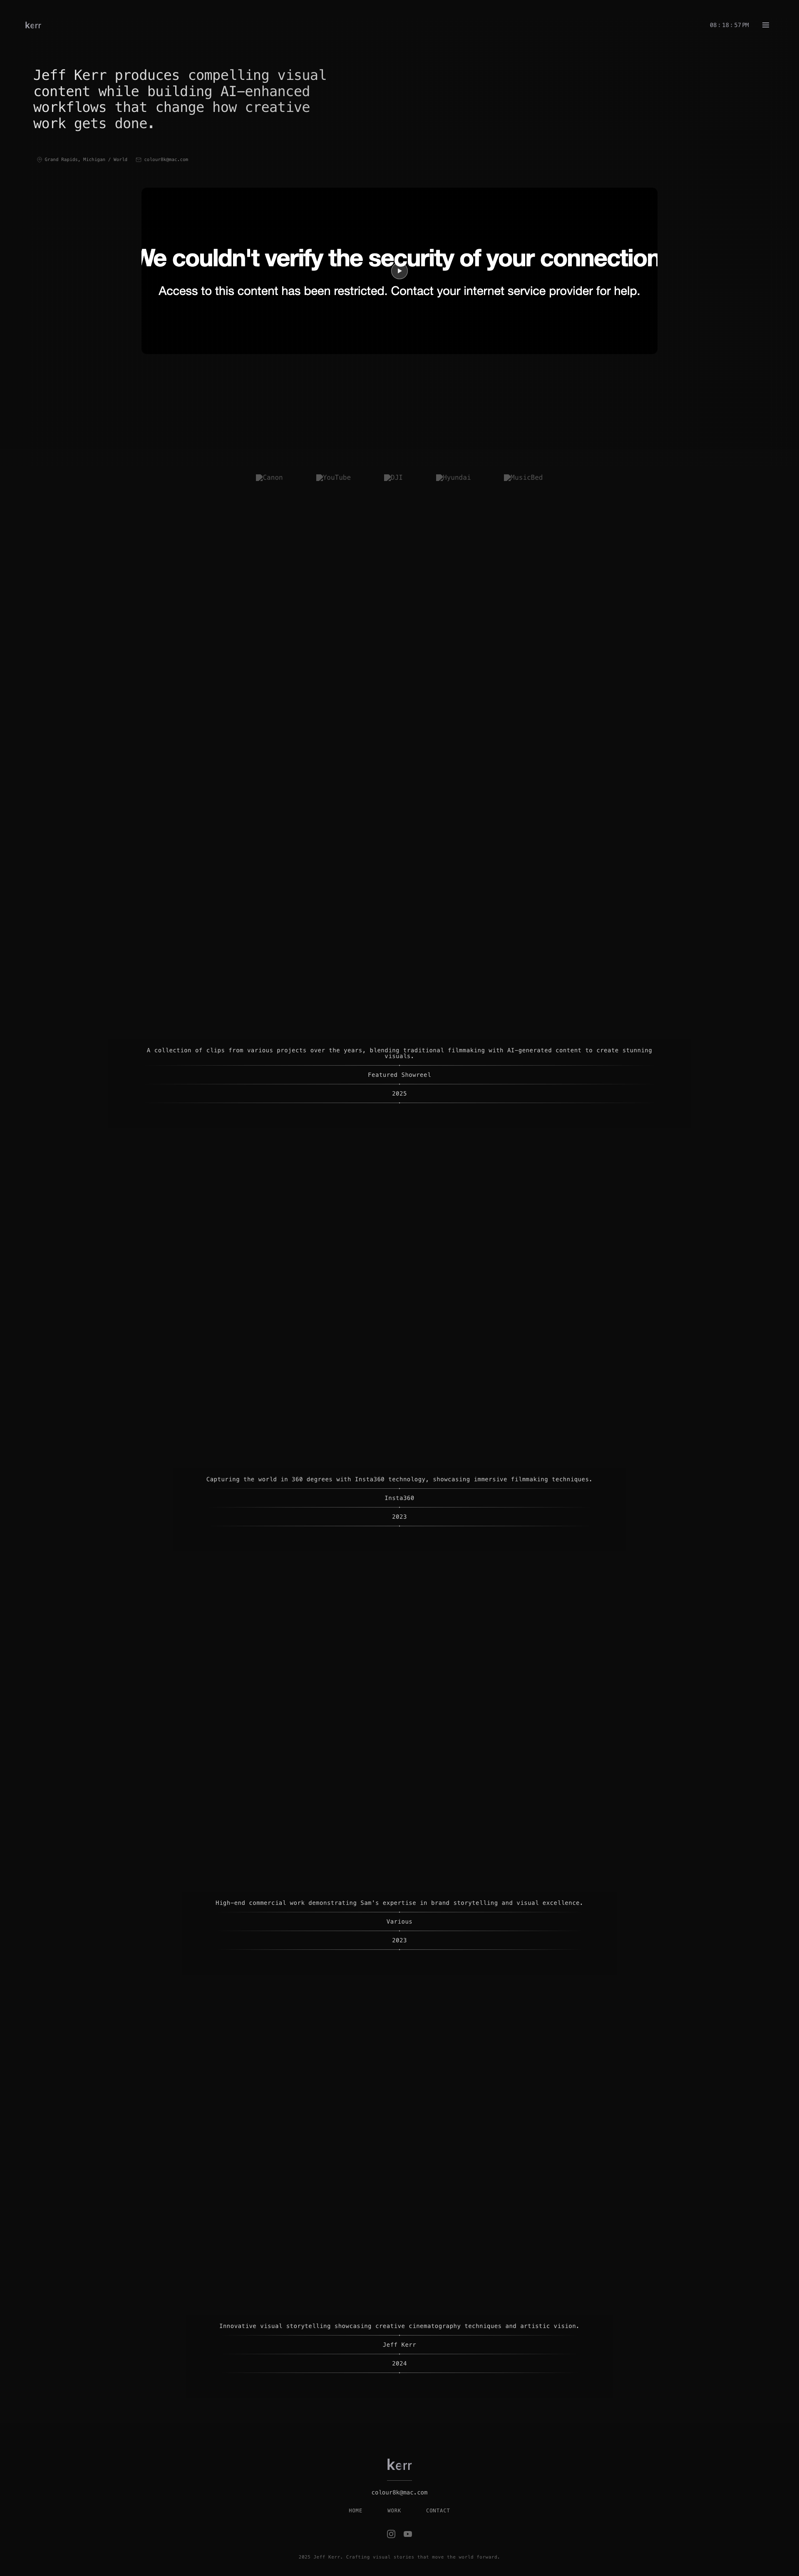 kerr
08:18:57 PM
Jeff Kerr produces compelling visual
content while building AI-enhanced
workflows that change how creative
work gets done.
Grand Rapids, Michigan / World
colour8k@mac.com
We couldn't verify the security of your connection
Access to this content has been restricted. Contact your internet service provider for help.
Canon
YouTube
DJI
Hyundai
MusicBed
A collection of clips from various projects over the years, blending traditional filmmaking with AI-generated content to create stunning
visuals.
Featured Showreel
2025
Capturing the world in 360 degrees with Insta360 technology, showcasing immersive filmmaking techniques.
Insta360
2023
High-end commercial work demonstrating Sam's expertise in brand storytelling and visual excellence.
Various
2023
Innovative visual storytelling showcasing creative cinematography techniques and artistic vision.
Jeff Kerr
2024
kerr
colour8k@mac.com
HOME
WORK
CONTACT
2025 Jeff Kerr. Crafting visual stories that move the world forward.